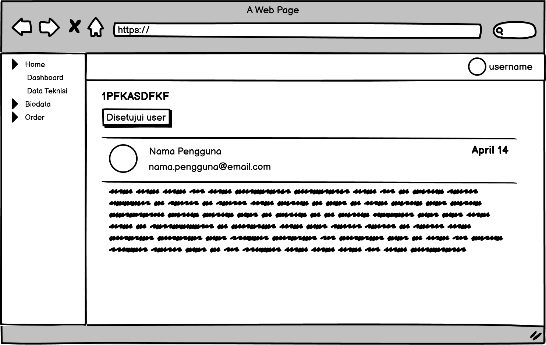 A Web Page
https://
username
Home
Dashboard
Data Teknisi
Biodata
Order
1PFKASDFKF
Disetujui user
Nama Pengguna
April 14
nama.pengguna@email.com